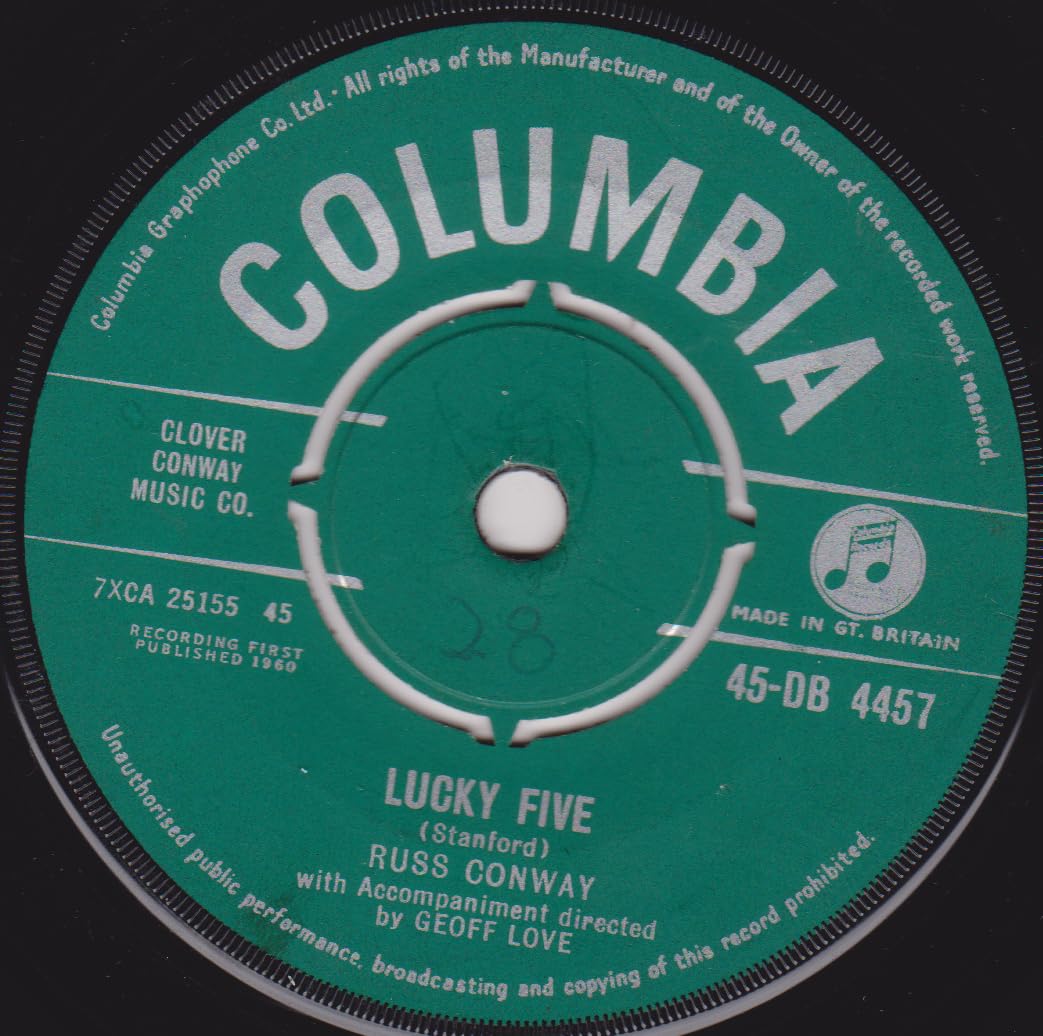 Columbia Graphophone Co. Ltd. · All rights of the Manufacturer and of the Owner of the recorded work reserved.
COLUMBIA
CLOVER
CONWAY
MUSIC CO.
7XCA 25155 45
RECORDING FIRST
PUBLISHED 1960
Columbia
Records
MADE IN GT. BRITAIN
45-DB 4457
28
LUCKY FIVE
(Stanford)
RUSS CONWAY
with Accompaniment directed
by GEOFF LOVE
Unauthorised public performance, broadcasting and copying of this record prohibited.